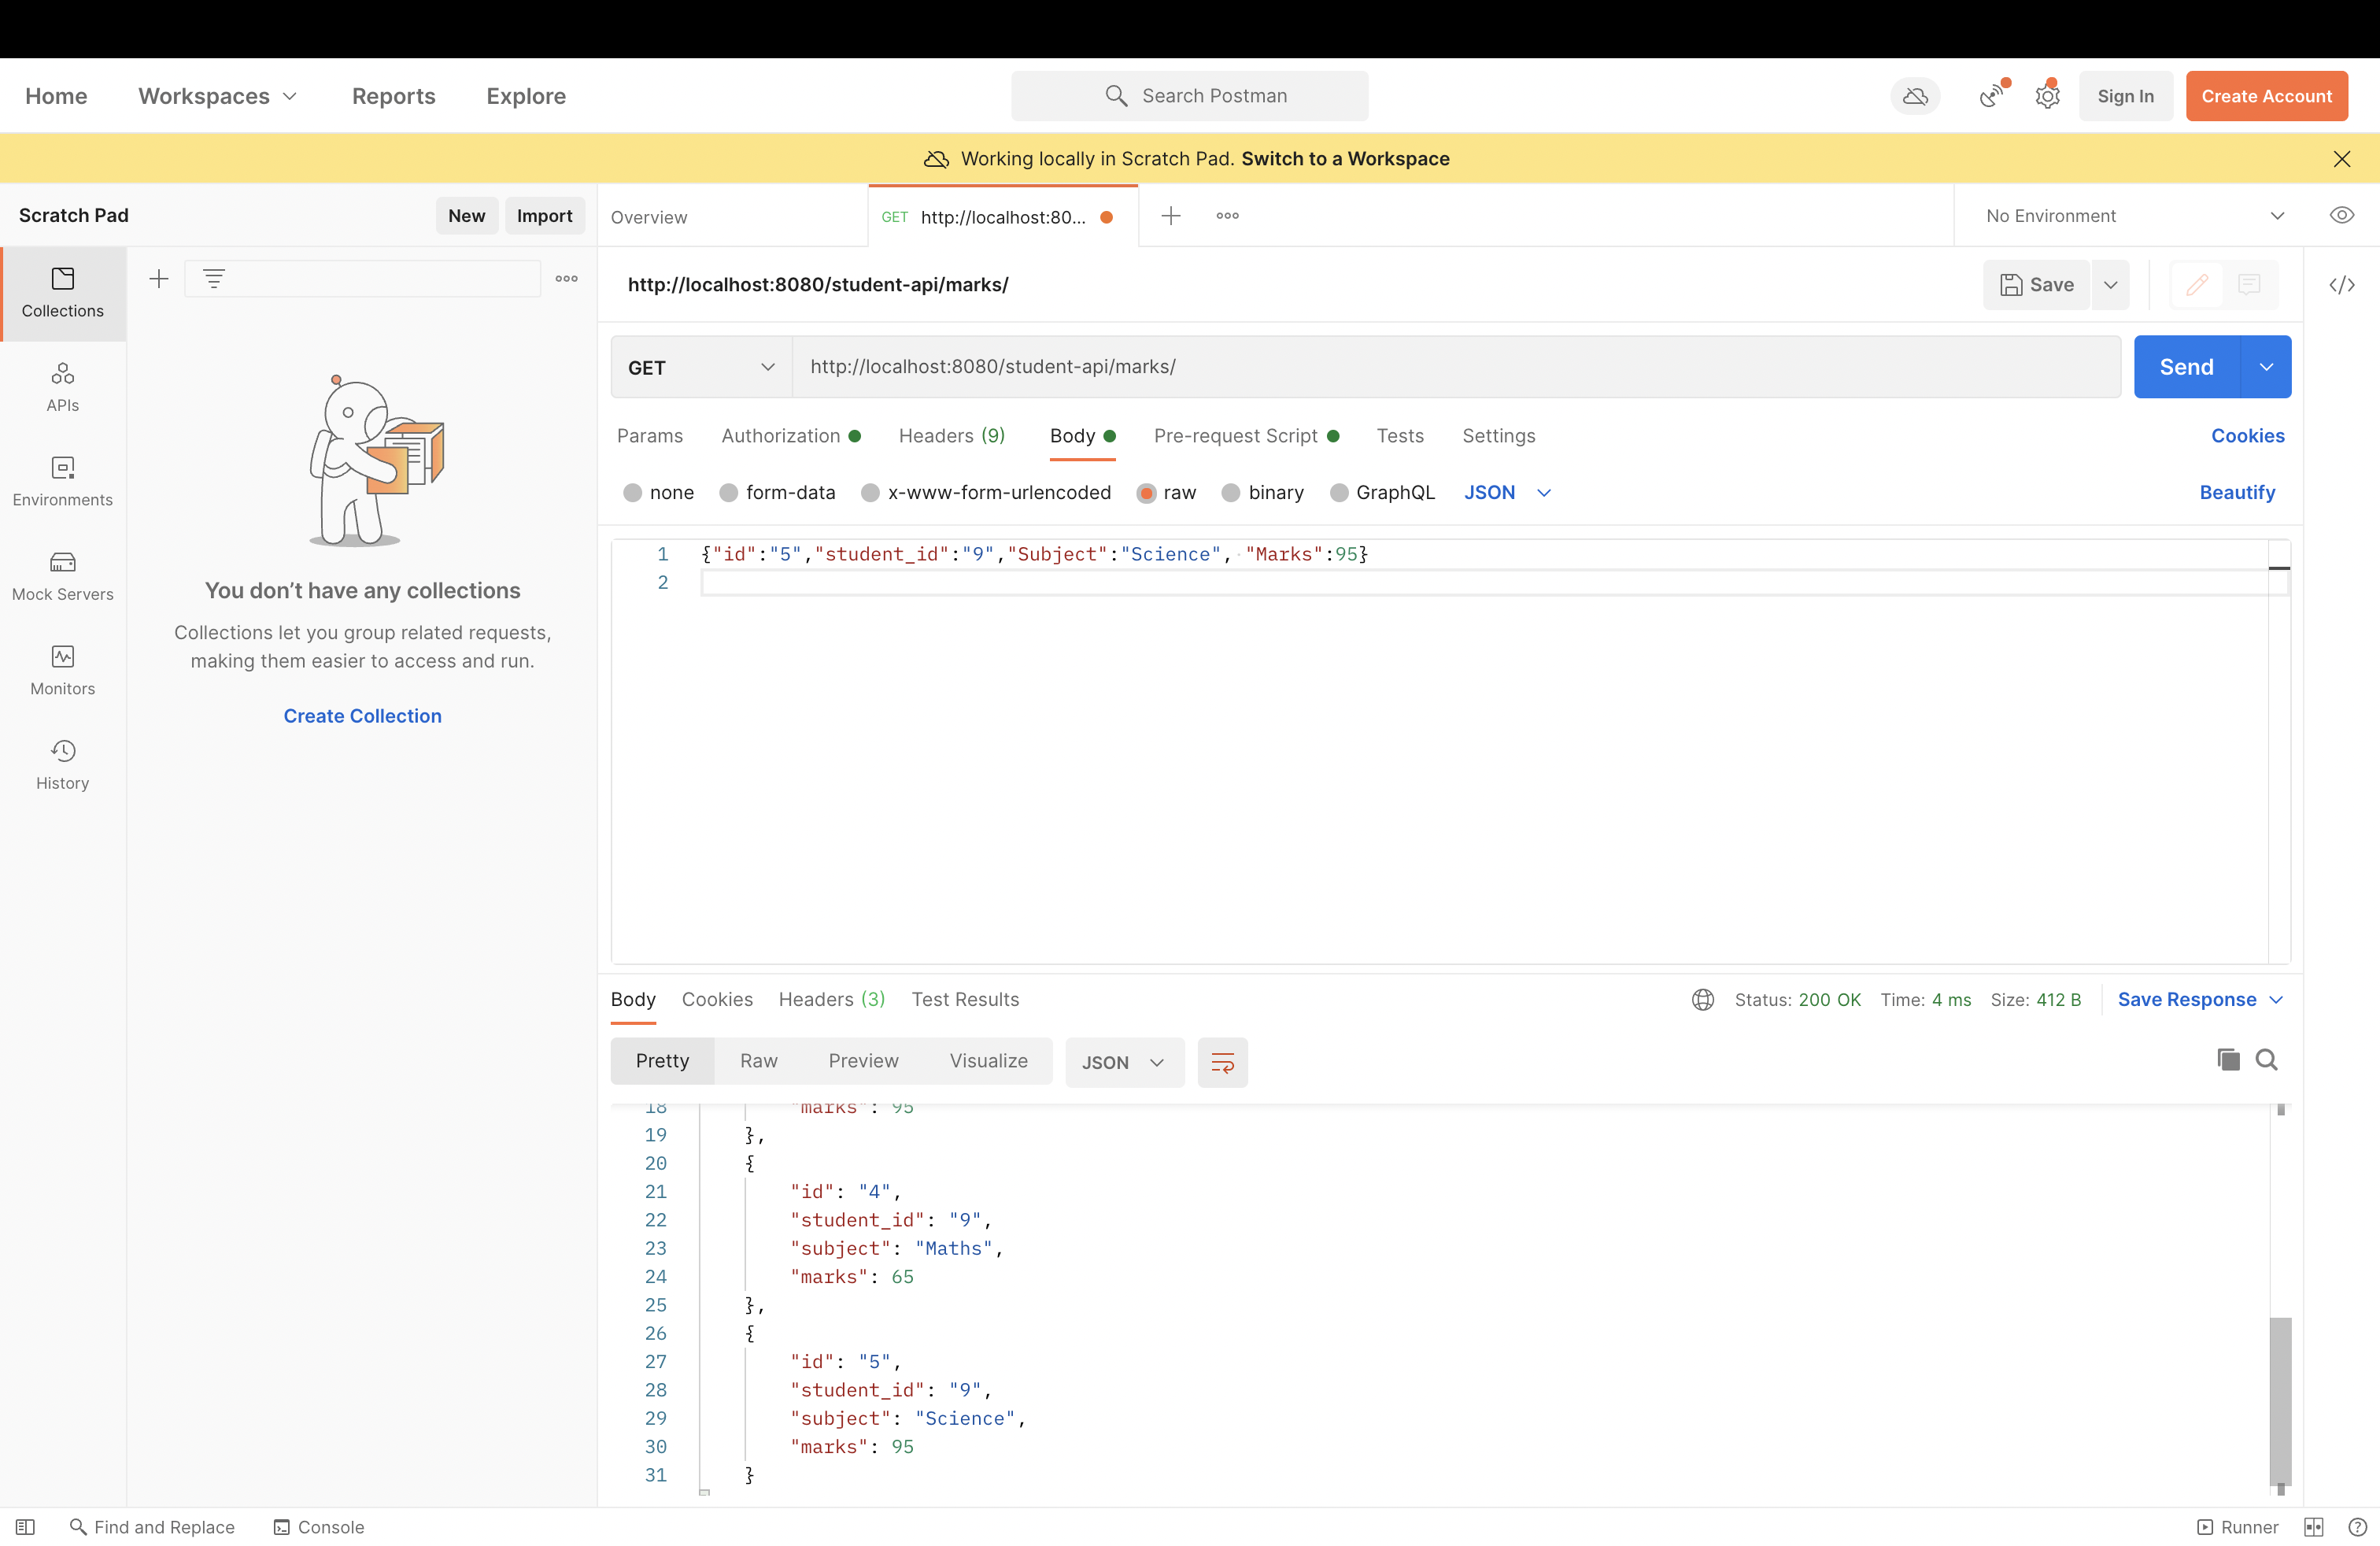 Home Workspaces Reports Explore Search Postman Sign In Create Account
Working locally in Scratch Pad. Switch to a Workspace
Scratch Pad New Import Overview GET http://localhost:80... No Environment
Collections
APIs
Environments
Mock Servers
Monitors
History
You don’t have any collections
Collections let you group related requests,
making them easier to access and run.
Create Collection
http://localhost:8080/student-api/marks/ Save
GET http://localhost:8080/student-api/marks/ Send
Params Authorization Headers (9) Body Pre-request Script Tests Settings Cookies
none form-data x-www-form-urlencoded raw binary GraphQL JSON Beautify
1 {"id":"5","student_id":"9","Subject":"Science", "Marks":95}
2
Body Cookies Headers (3) Test Results Status: 200 OK Time: 4 ms Size: 412 B Save Response
Pretty Raw Preview Visualize JSON
18 "marks": 95
19 },
20 {
21 "id": "4",
22 "student_id": "9",
23 "subject": "Maths",
24 "marks": 65
25 },
26 {
27 "id": "5",
28 "student_id": "9",
29 "subject": "Science",
30 "marks": 95
31 }
Find and Replace Console Runner